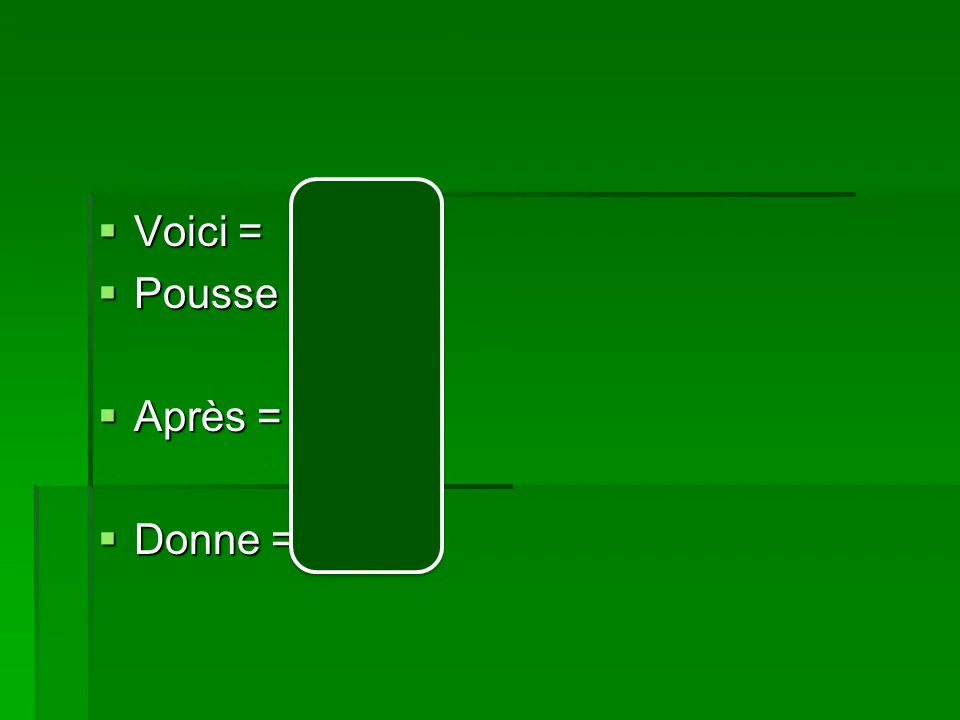 Voici =
Pousse
Après =
Donne =